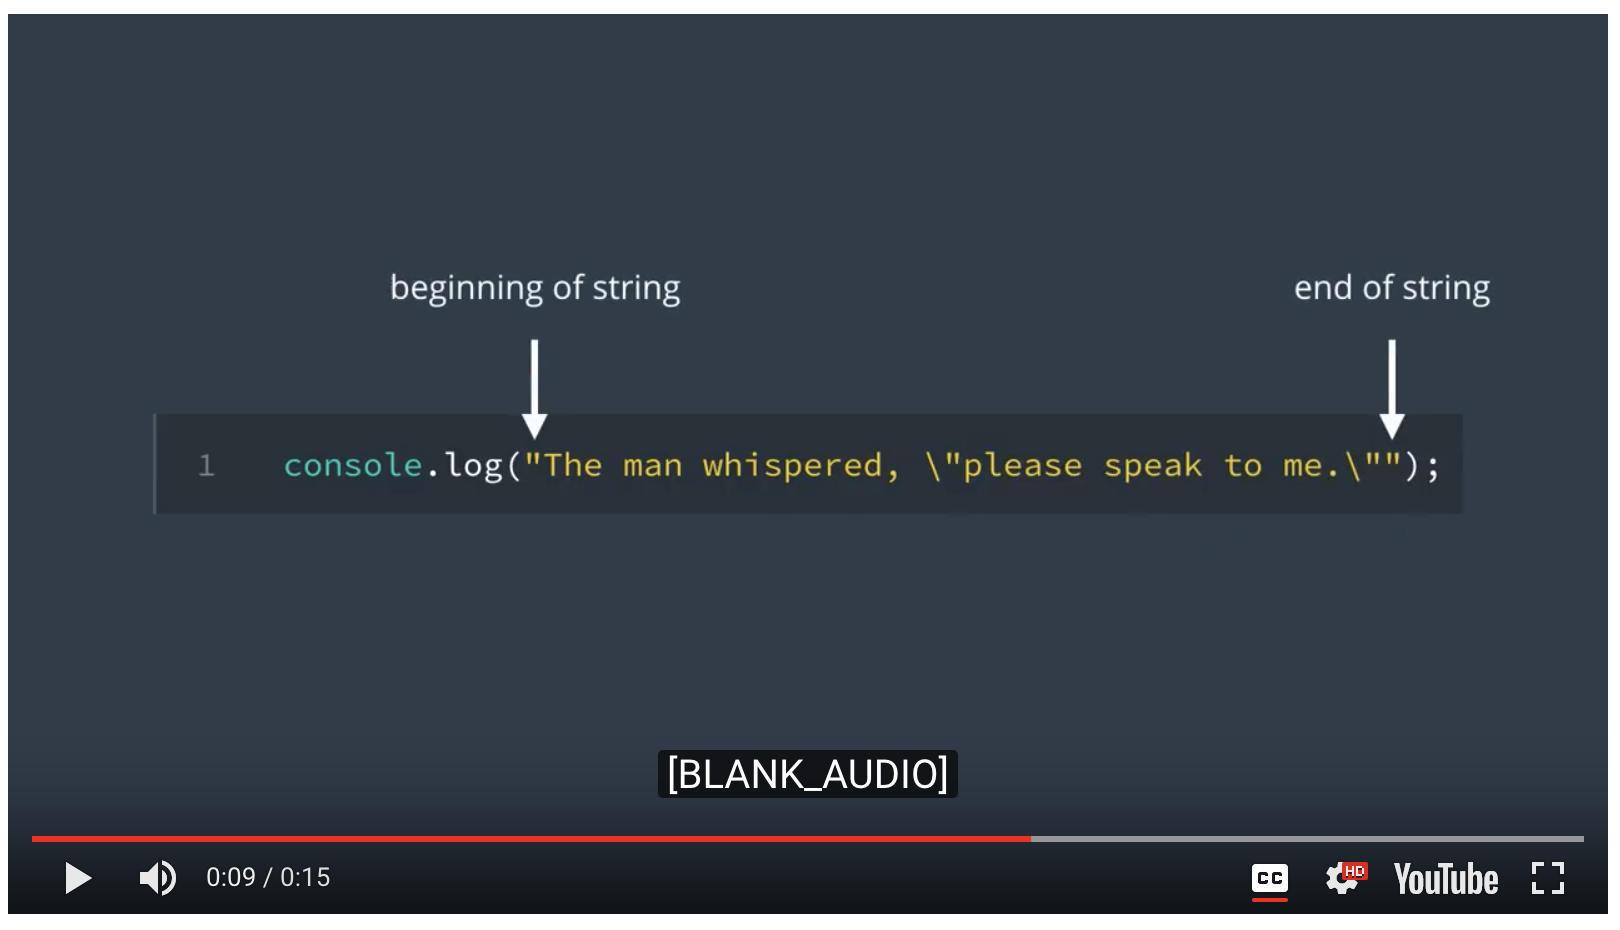 beginning of string end of string
1 console.log("The man whispered, \"please speak to me.\"");
[BLANK_AUDIO]
0:09 / 0:15 CC HD YouTube